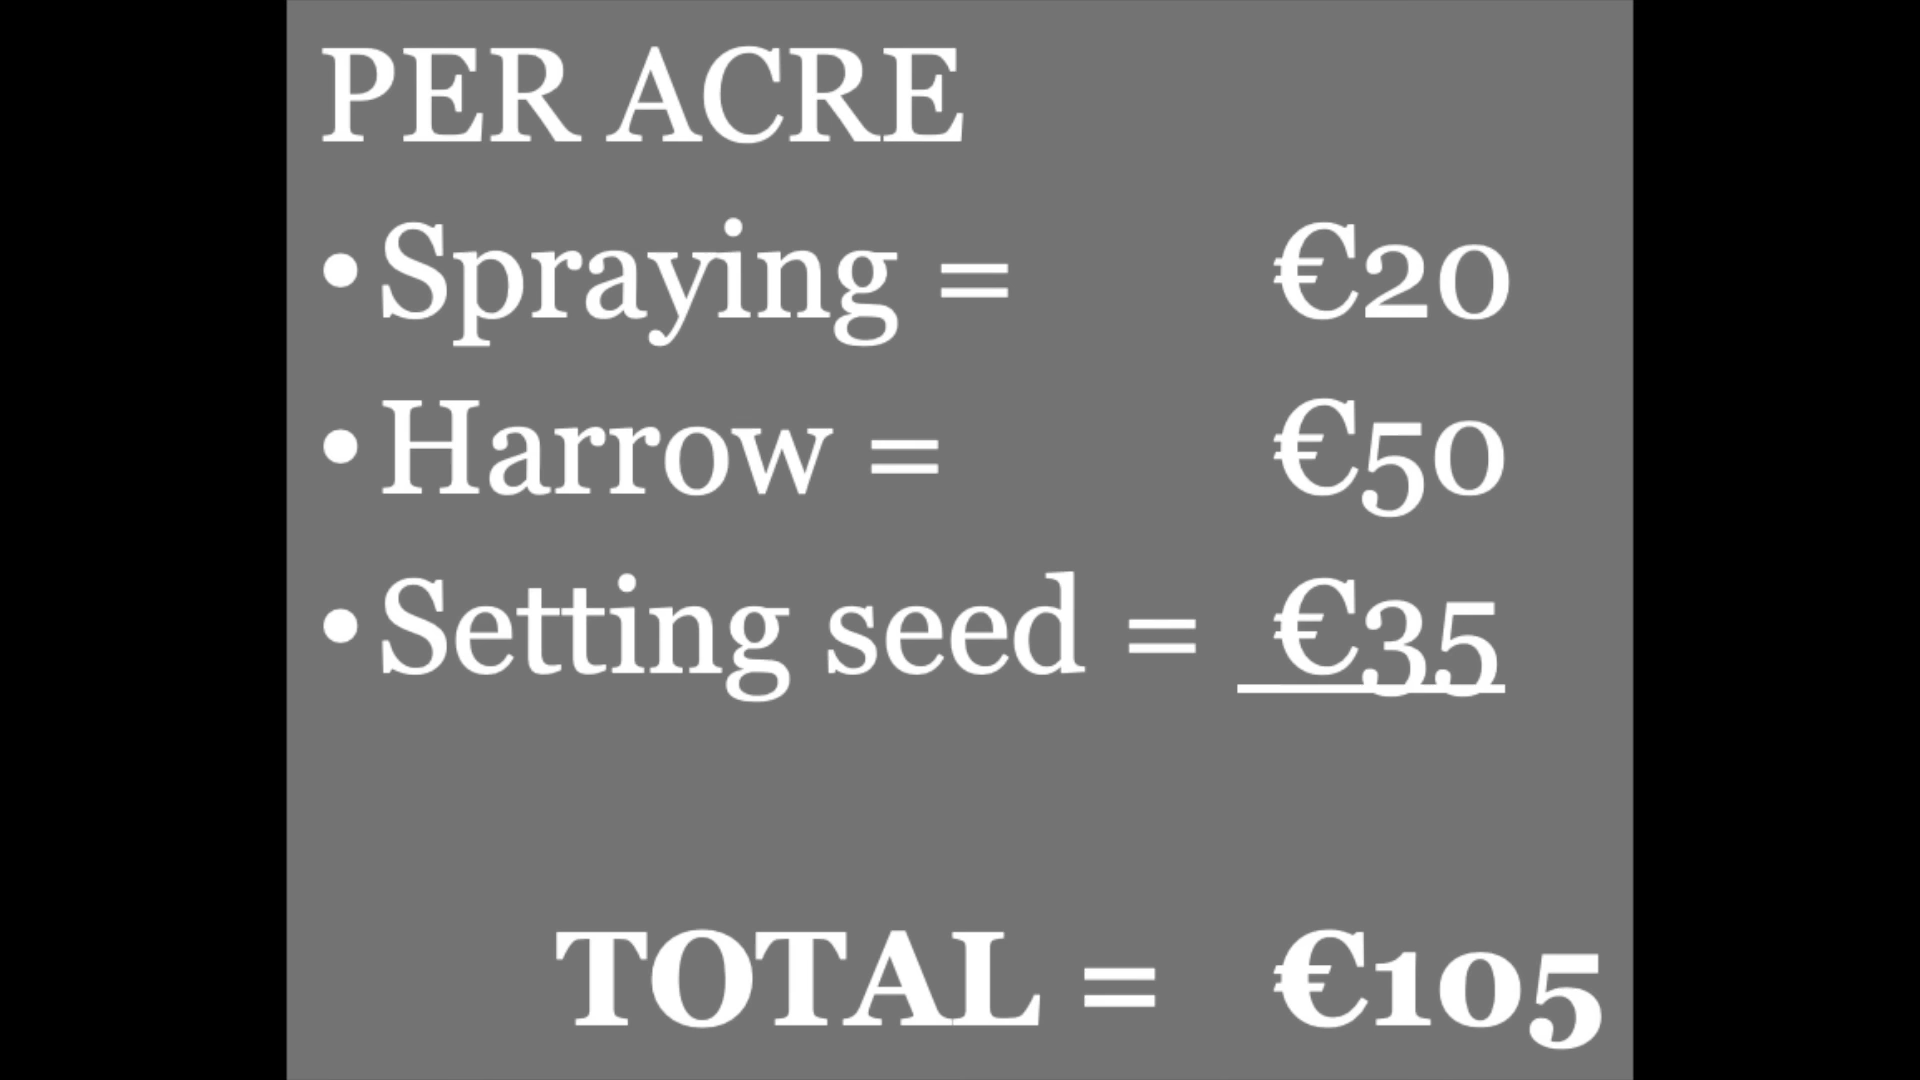 PER ACRE
•Spraying = €20
•Harrow = €50
•Setting seed = €35
TOTAL = €105